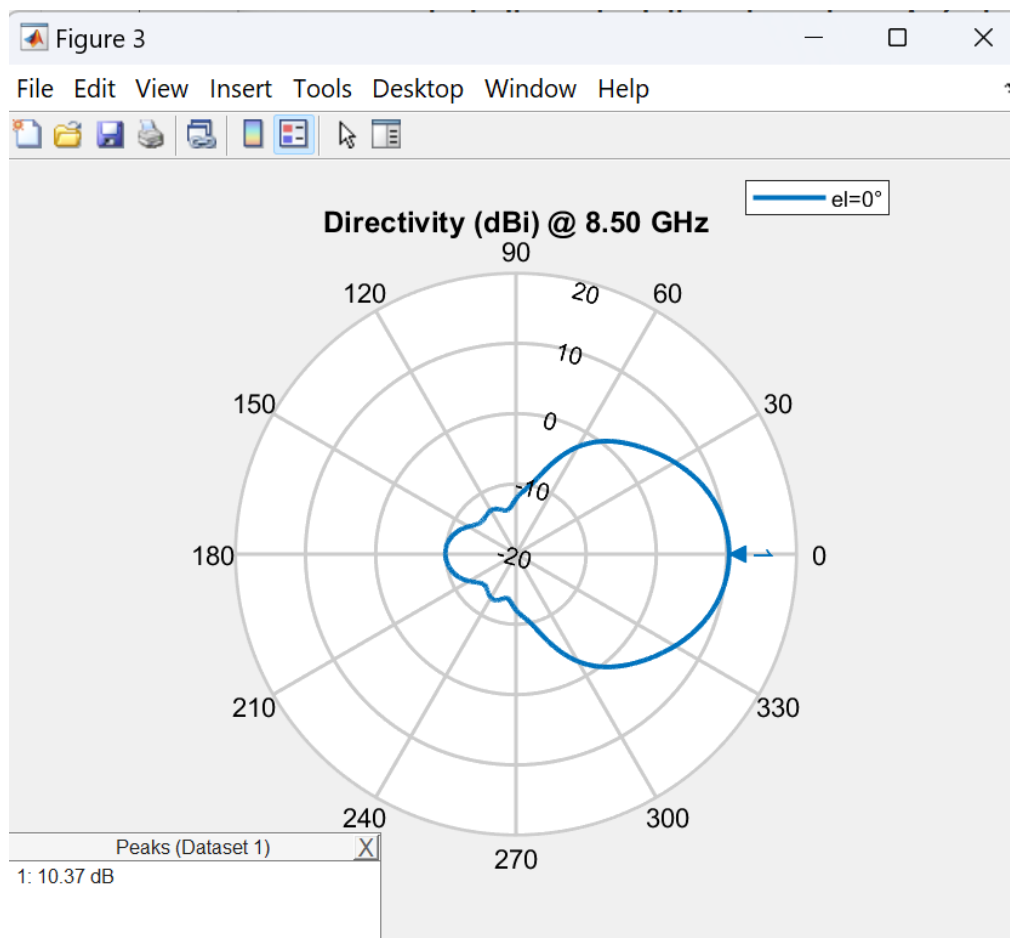 Figure 3
File Edit View Insert Tools Desktop Window Help
el=0°
Directivity (dBi) @ 8.50 GHz
90
120
20
60
10
150
30
0
-10
180
-20
1
0
210
330
240
300
270
Peaks (Dataset 1)
X
1: 10.37 dB